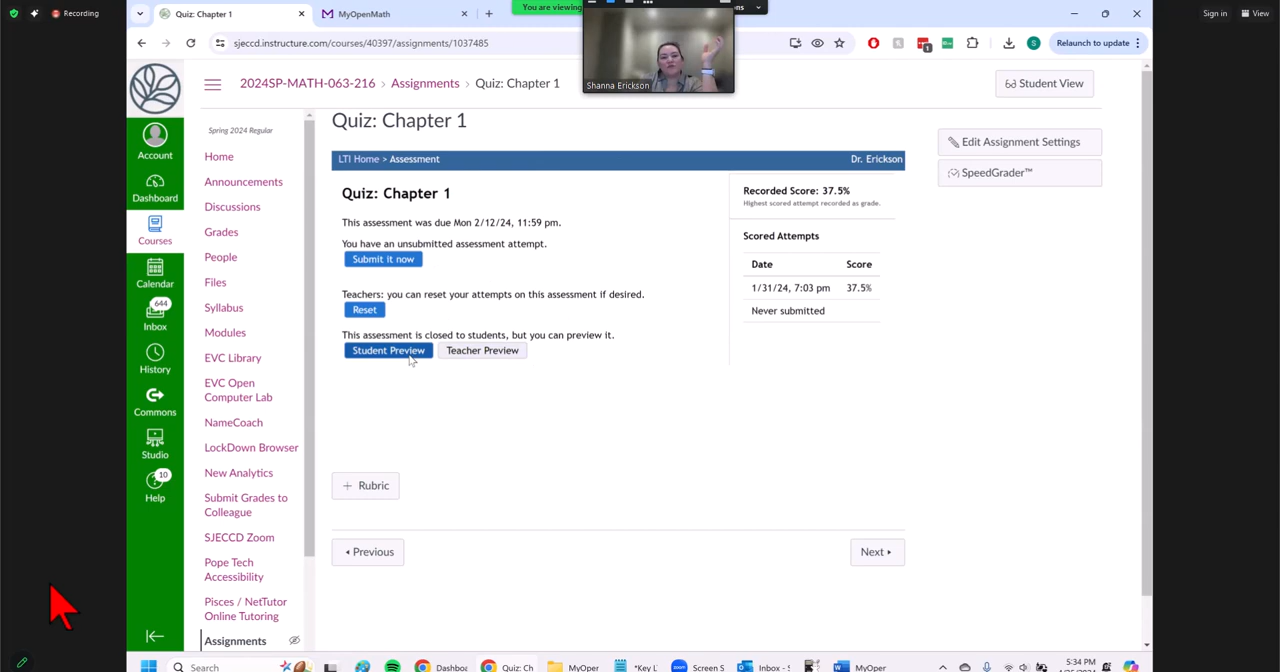 Recording
Quiz: Chapter 1
MyOpenMath
You are viewing
ons
Sign in
View
sjeccd.instructure.com/courses/40397/assignments/1037485
Relaunch to update
Shanna Erickson
2024SP-MATH-063-216 › Assignments › Quiz: Chapter 1
Student View
Account
Dashboard
Courses
Calendar
644
Inbox
History
Commons
Studio
10
Help
Spring 2024 Regular
Home
Announcements
Discussions
Grades
People
Files
Syllabus
Modules
EVC Library
EVC Open
Computer Lab
NameCoach
LockDown Browser
New Analytics
Submit Grades to
Colleague
SJECCD Zoom
Pope Tech
Accessibility
Pisces / NetTutor
Online Tutoring
Assignments
Quiz: Chapter 1
LTI Home > Assessment
Dr. Erickson
Quiz: Chapter 1
This assessment was due Mon 2/12/24, 11:59 pm.
You have an unsubmitted assessment attempt.
Submit it now
Teachers: you can reset your attempts on this assessment if desired.
Reset
This assessment is closed to students, but you can preview it.
Student Preview
Teacher Preview
Recorded Score: 37.5%
Highest scored attempt recorded as grade.
Scored Attempts
Date Score
1/31/24, 7:03 pm 37.5%
Never submitted
Edit Assignment Settings
SpeedGrader™
+ Rubric
Previous
Next
Search
Dashboa
Quiz: Ch
MyOper
*Key L
Screen S
Inbox - S
MyOper
5:34 PM